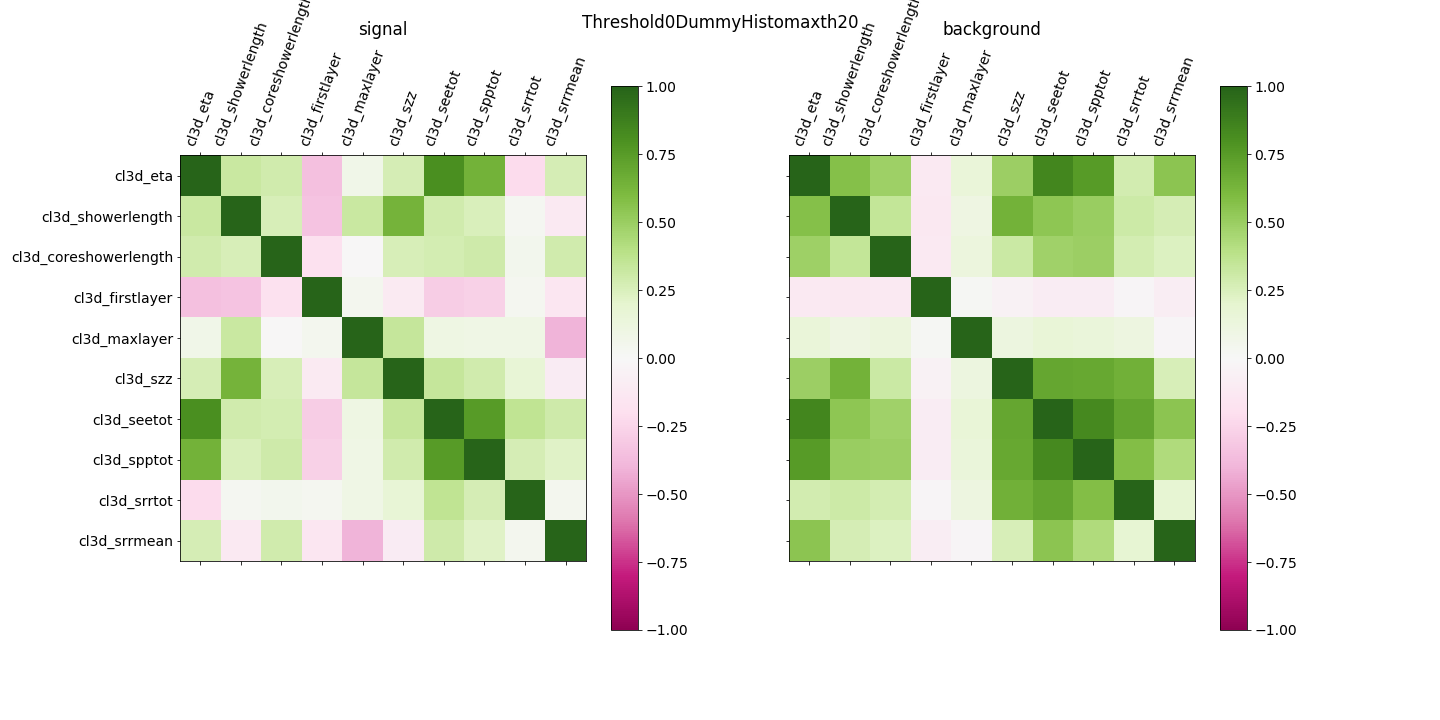 Threshold0DummyHistomaxth20
signal
background
cl3d_eta
cl3d_showerlength
cl3d_coreshowerlength
cl3d_firstlayer
cl3d_maxlayer
cl3d_szz
cl3d_seetot
cl3d_spptot
cl3d_srrtot
cl3d_srrmean
cl3d_eta
cl3d_showerlength
cl3d_coreshowerlength
cl3d_firstlayer
cl3d_maxlayer
cl3d_szz
cl3d_seetot
cl3d_spptot
cl3d_srrtot
cl3d_srrmean
cl3d_eta
cl3d_showerlength
cl3d_coreshowerlength
cl3d_firstlayer
cl3d_maxlayer
cl3d_szz
cl3d_seetot
cl3d_spptot
cl3d_srrtot
cl3d_srrmean
1.00
0.75
0.50
0.25
0.00
−0.25
−0.50
−0.75
−1.00
1.00
0.75
0.50
0.25
0.00
−0.25
−0.50
−0.75
−1.00